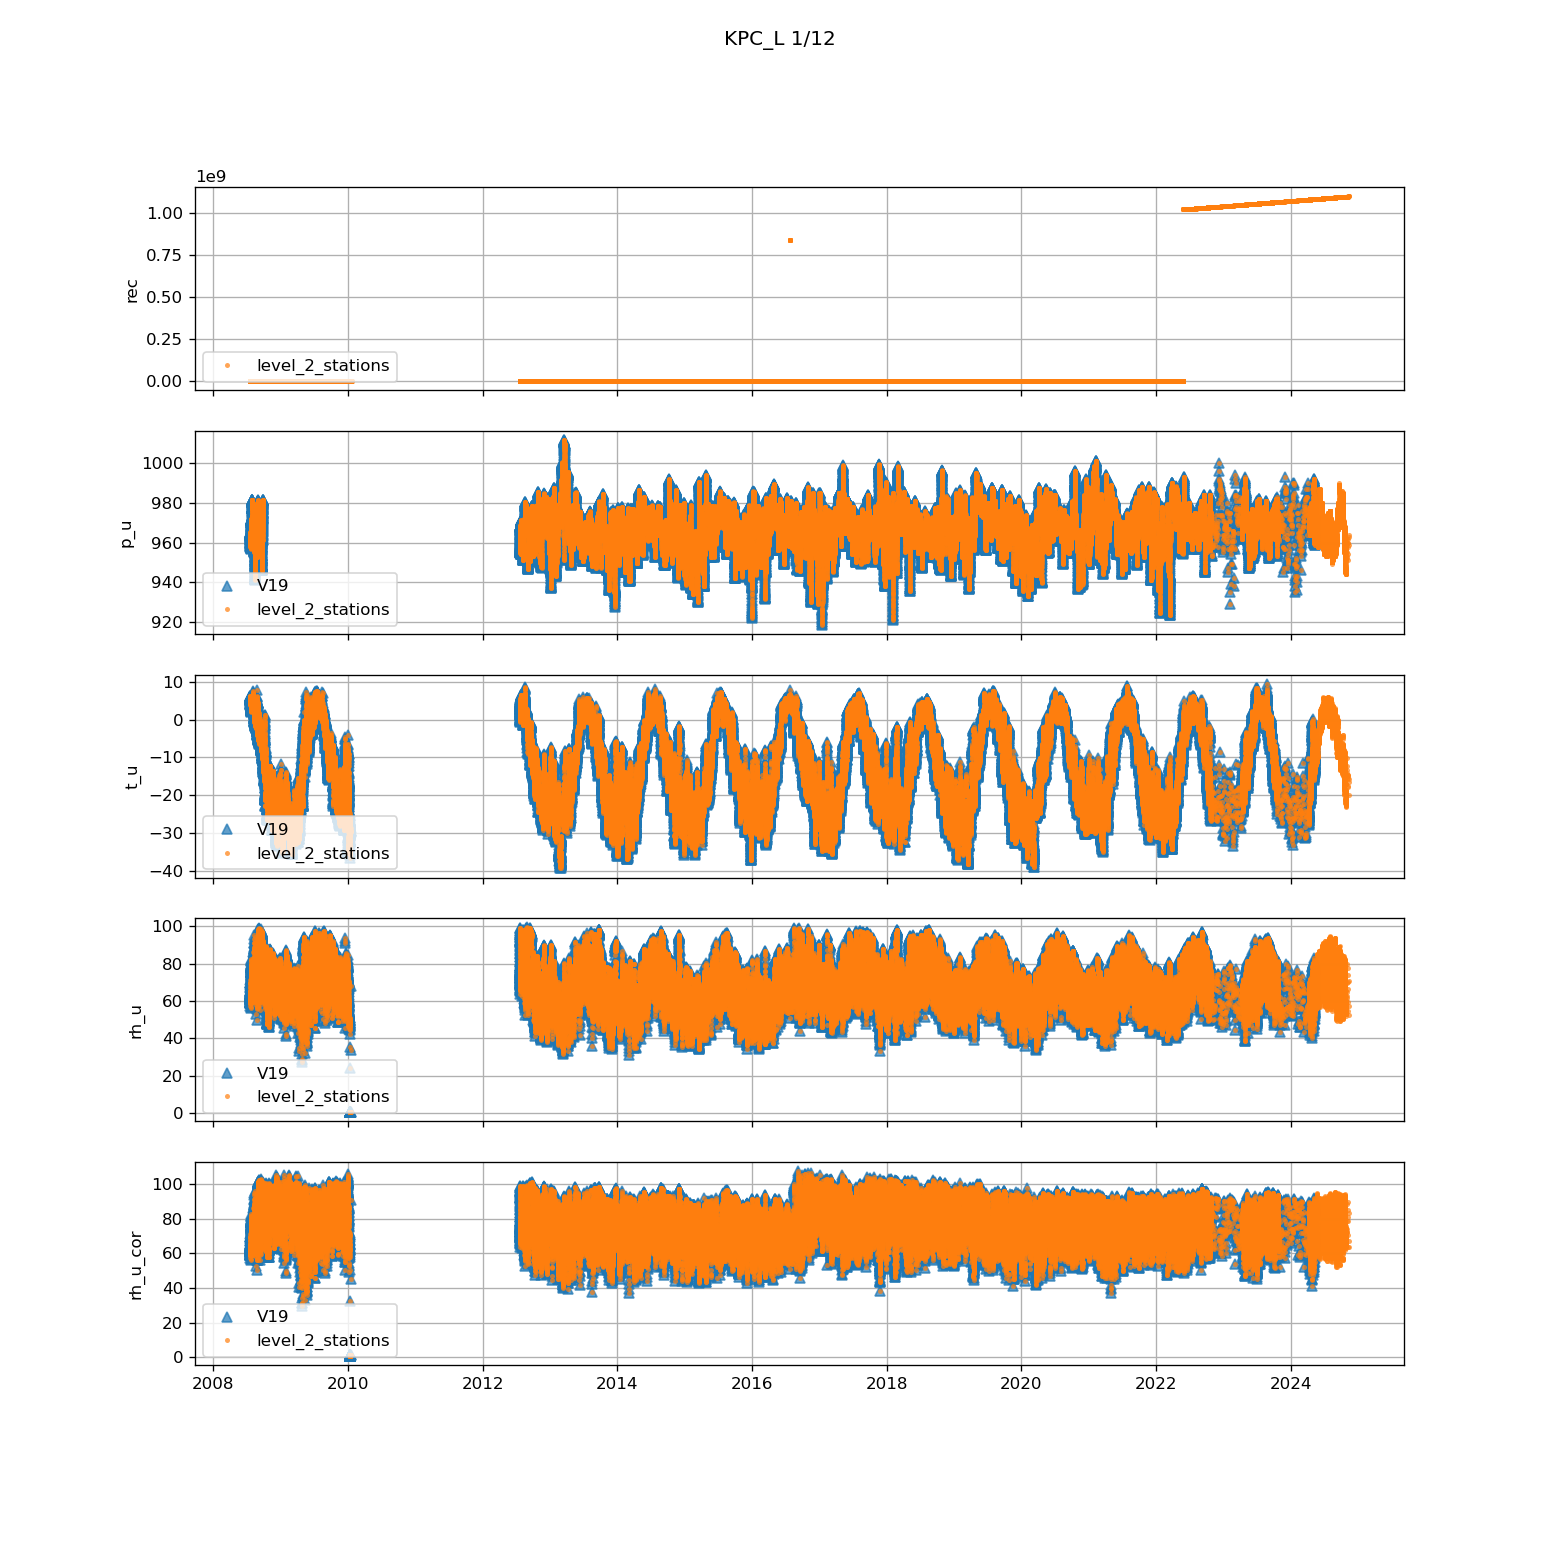 KPC_L 1/12
1e9
1.00
0.75
0.50
0.25
0.00
rec
level_2_stations
1000
980
960
940
920
p_u
V19
level_2_stations
10
0
−10
−20
−30
−40
t_u
V19
level_2_stations
100
80
60
40
20
0
rh_u
V19
level_2_stations
100
80
60
40
20
0
rh_u_cor
V19
level_2_stations
2008 2010 2012 2014 2016 2018 2020 2022 2024